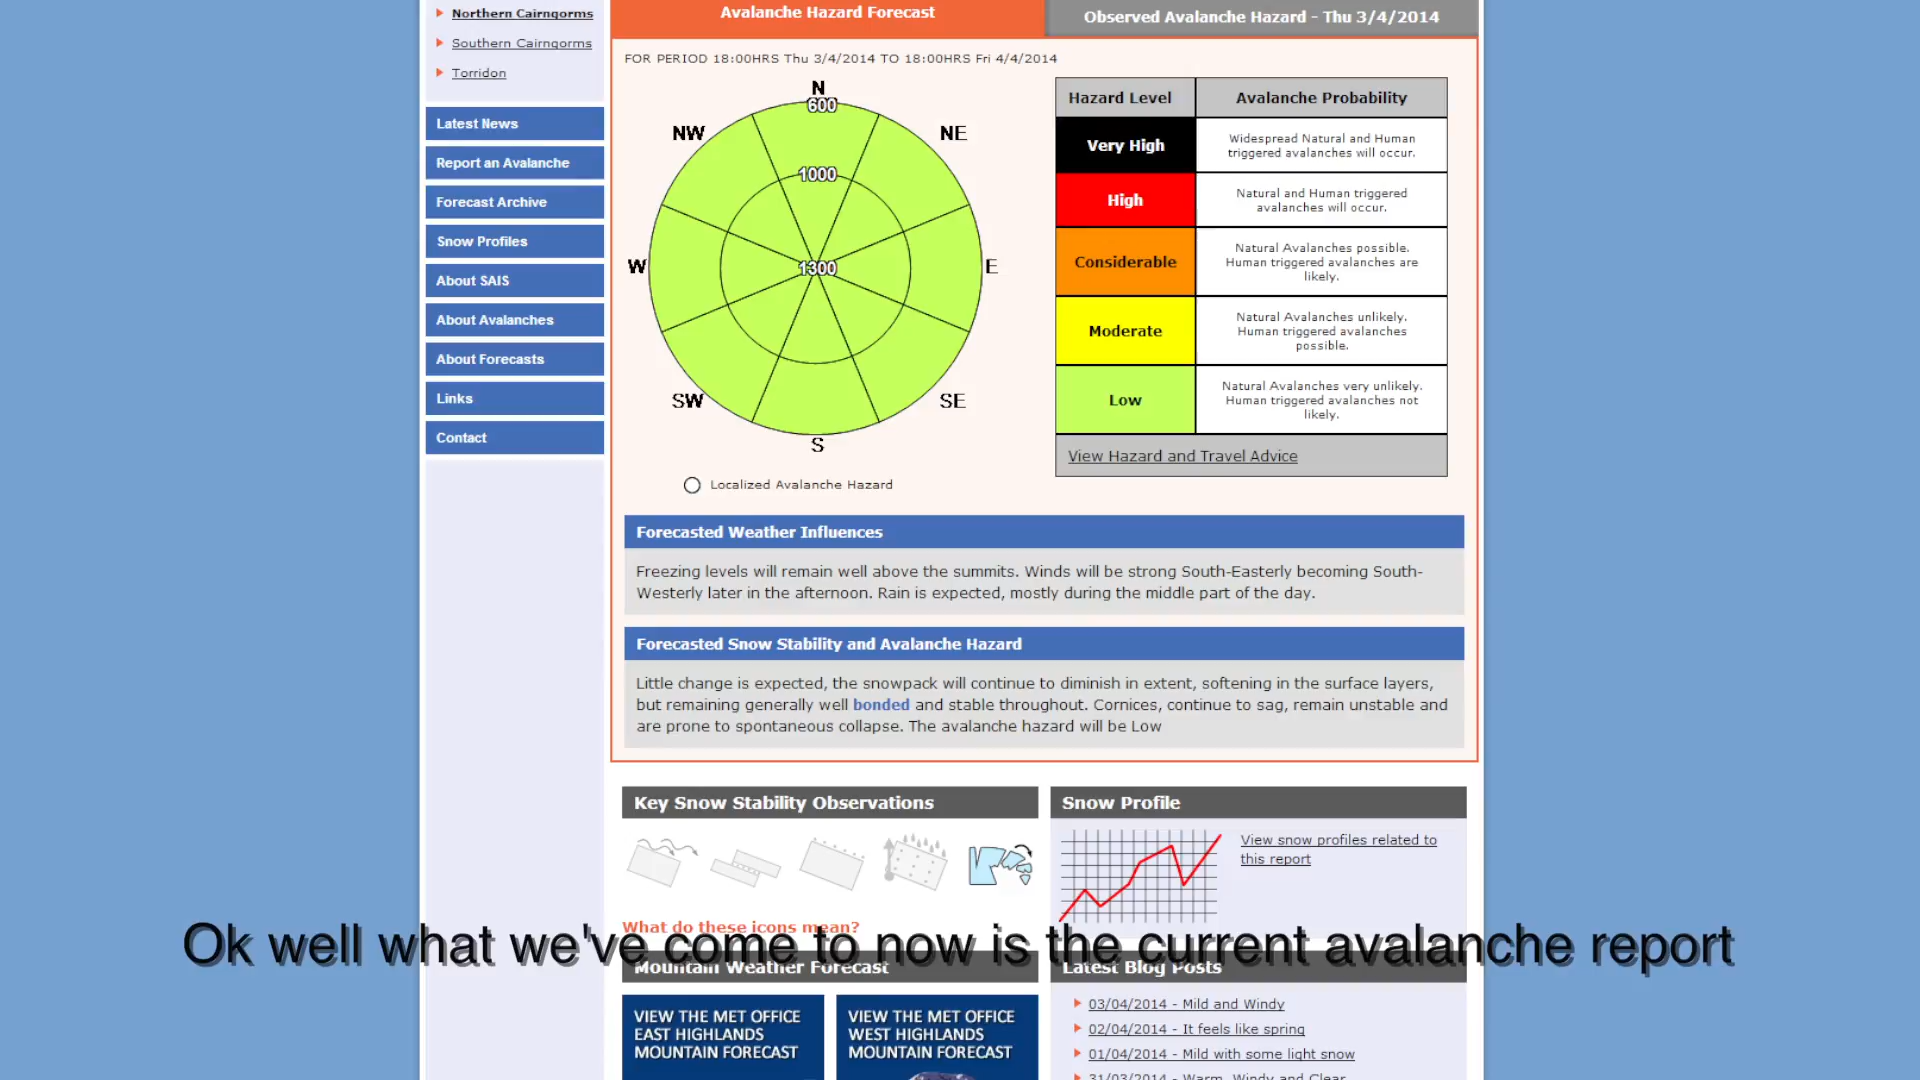 Northern Cairngorms
Southern Cairngorms
Torridon
Latest News
Report an Avalanche
Forecast Archive
Snow Profiles
About SAIS
About Avalanches
About Forecasts
Links
Contact
Avalanche Hazard Forecast
Observed Avalanche Hazard - Thu 3/4/2014
FOR PERIOD 18:00HRS Thu 3/4/2014 TO 18:00HRS Fri 4/4/2014
N
600
NW
NE
1000
W
1300
E
SW
SE
S
Localized Avalanche Hazard
Hazard Level
Avalanche Probability
Very High
Widespread Natural and Human
triggered avalanches will occur.
High
Natural and Human triggered
avalanches will occur.
Considerable
Natural Avalanches possible.
Human triggered avalanches are
likely.
Moderate
Natural Avalanches unlikely.
Human triggered avalanches
possible.
Low
Natural Avalanches very unlikely.
Human triggered avalanches not
likely.
View Hazard and Travel Advice
Forecasted Weather Influences
Freezing levels will remain well above the summits. Winds will be strong South-Easterly becoming South-
Westerly later in the afternoon. Rain is expected, mostly during the middle part of the day.
Forecasted Snow Stability and Avalanche Hazard
Little change is expected, the snowpack will continue to diminish in extent, softening in the surface layers,
but remaining generally well bonded and stable throughout. Cornices, continue to sag, remain unstable and
are prone to spontaneous collapse. The avalanche hazard will be Low
Key Snow Stability Observations
What do these icons mean?
Snow Profile
View snow profiles related to
this report
Ok well what we've come to now is the current avalanche report
Mountain Weather Forecast
VIEW THE MET OFFICE
EAST HIGHLANDS
MOUNTAIN FORECAST
VIEW THE MET OFFICE
WEST HIGHLANDS
MOUNTAIN FORECAST
Latest Blog Posts
03/04/2014 - Mild and Windy
02/04/2014 - It feels like spring
01/04/2014 - Mild with some light snow
31/03/2014 - Warm, Windy and Clear